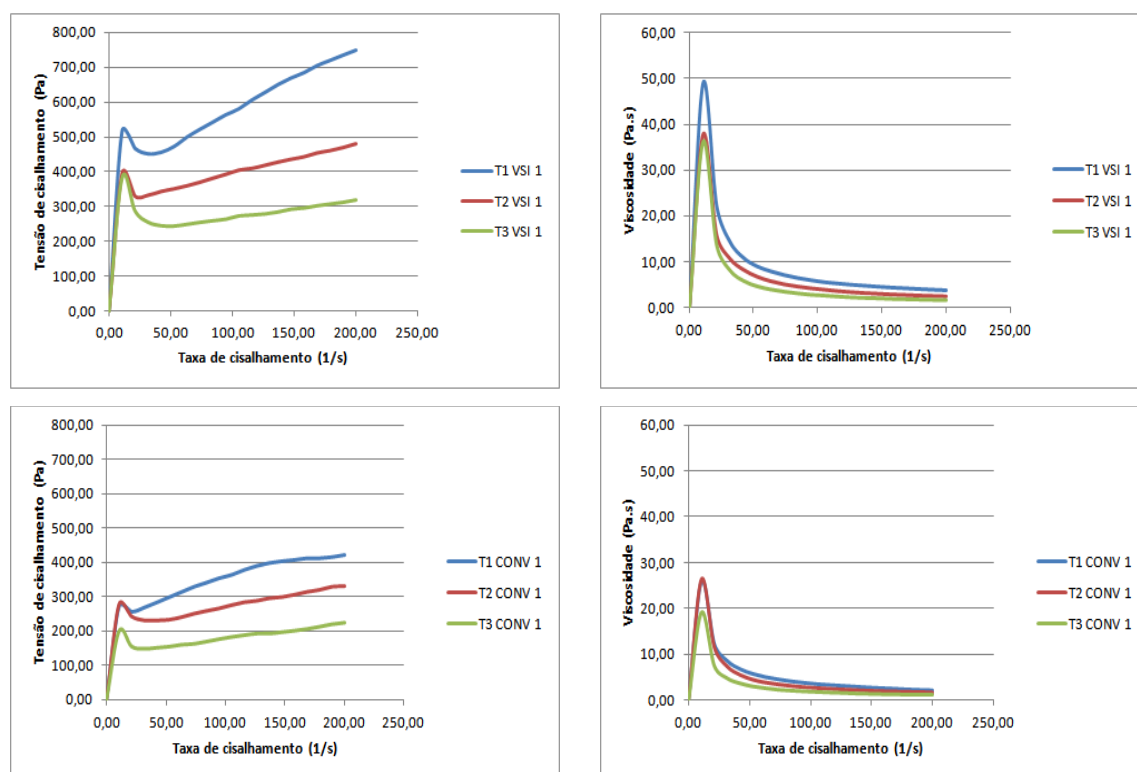 800,00
700,00
600,00
500,00
400,00
300,00
200,00
100,00
0,00
Tensão de cisalhamento (Pa)
0,00 50,00 100,00 150,00 200,00 250,00
Taxa de cisalhamento (1/s)
T1 VSI 1
T2 VSI 1
T3 VSI 1
60,00
50,00
40,00
30,00
20,00
10,00
0,00
Viscosidade (Pa.s)
0,00 50,00 100,00 150,00 200,00 250,00
Taxa de cisalhamento (1/s)
T1 VSI 1
T2 VSI 1
T3 VSI 1
800,00
700,00
600,00
500,00
400,00
300,00
200,00
100,00
0,00
Tensão de cisalhamento (Pa)
0,00 50,00 100,00 150,00 200,00 250,00
Taxa de cisalhamento (1/s)
T1 CONV 1
T2 CONV 1
T3 CONV 1
60,00
50,00
40,00
30,00
20,00
10,00
0,00
Viscosidade (Pa.s)
0,00 50,00 100,00 150,00 200,00 250,00
Taxa de cisalhamento (1/s)
T1 CONV 1
T2 CONV 1
T3 CONV 1